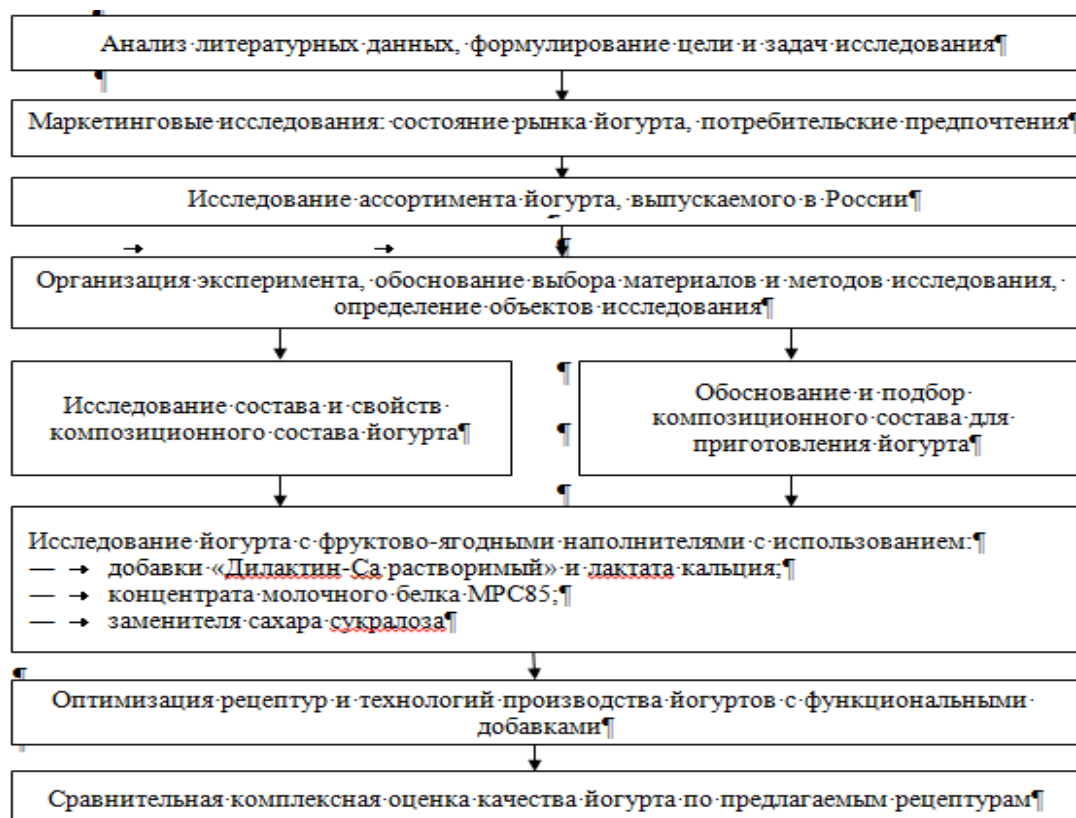 Анализ литературных данных, формулирование цели и задач исследования¶
Маркетинговые исследования: состояние рынка йогурта, потребительские предпочтения¶
Исследование ассортимента йогурта, выпускаемого в России¶
Организация эксперимента, обоснование выбора материалов и методов исследования,
определение объектов исследования¶
Исследование состава и свойств
композиционного состава йогурта¶
Обоснование и подбор
композиционного состава для
приготовления йогурта¶
Исследование йогурта с фруктово-ягодными наполнителями с использованием:¶
— → добавки «Дилактин-Са растворимый» и лактата кальция;¶
— → концентрата молочного белка МРС85;¶
— → заменителя сахара сукралоза¶
Оптимизация рецептур и технологий производства йогуртов с функциональными
добавками¶
Сравнительная комплексная оценка качества йогурта по предлагаемым рецептурам¶